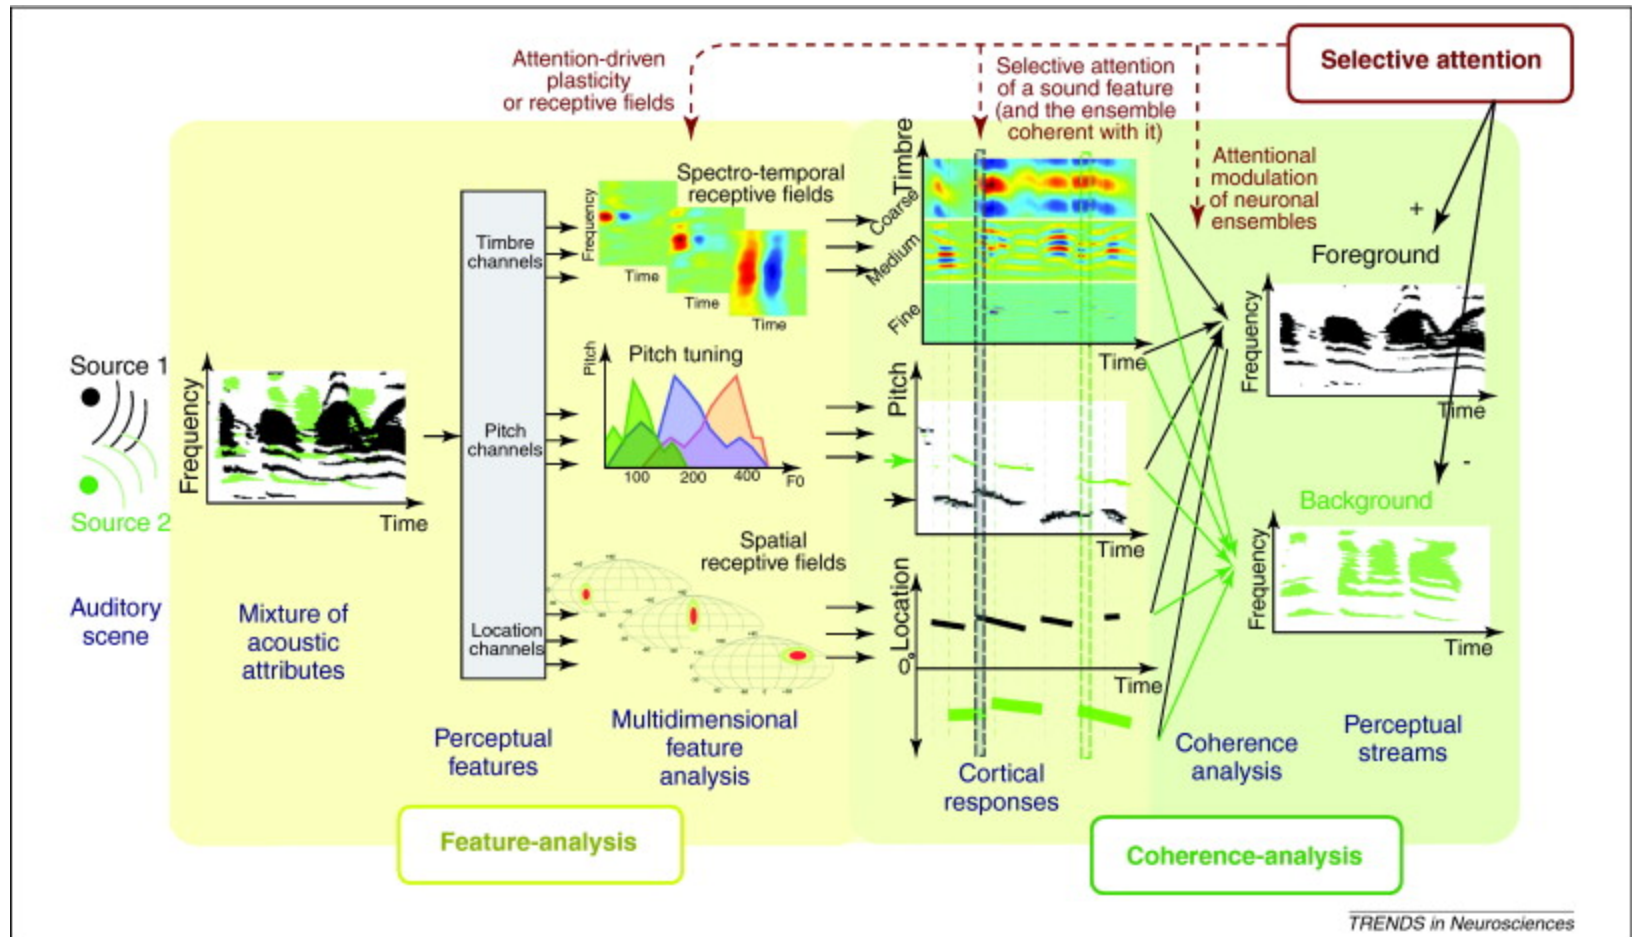 Selective attention
Attention-driven
plasticity
or receptive fields
Selective attention
of a sound feature
(and the ensemble
coherent with it)
Attentional
modulation
of neuronal
ensembles
Source 1
Source 2
Auditory
scene
Frequency
Time
Mixture of
acoustic
attributes
Timbre
channels
Pitch
channels
Location
channels
Perceptual
features
Spectro-temporal
receptive fields
Frequency
Time
Time
Time
Pitch tuning
Pitch
100
200
400
F0
Spatial
receptive fields
Multidimensional
feature
analysis
Feature-analysis
Timbre
Coarse
Medium
Fine
Time
Pitch
Time
Location
0°
Time
Cortical
responses
Coherence
analysis
+
Foreground
Frequency
Time
-
Background
Frequency
Time
Perceptual
streams
Coherence-analysis
TRENDS in Neurosciences